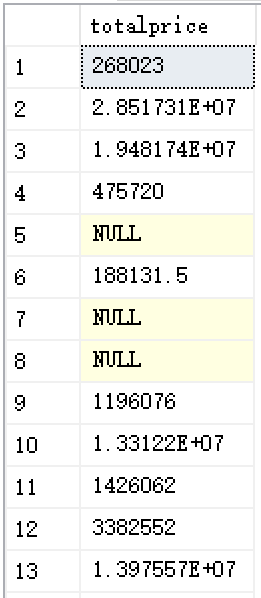 totalprice
1 268023
2 2.851731E+07
3 1.948174E+07
4 475720
5 NULL
6 188131.5
7 NULL
8 NULL
9 1196076
10 1.33122E+07
11 1426062
12 3382552
13 1.397557E+07